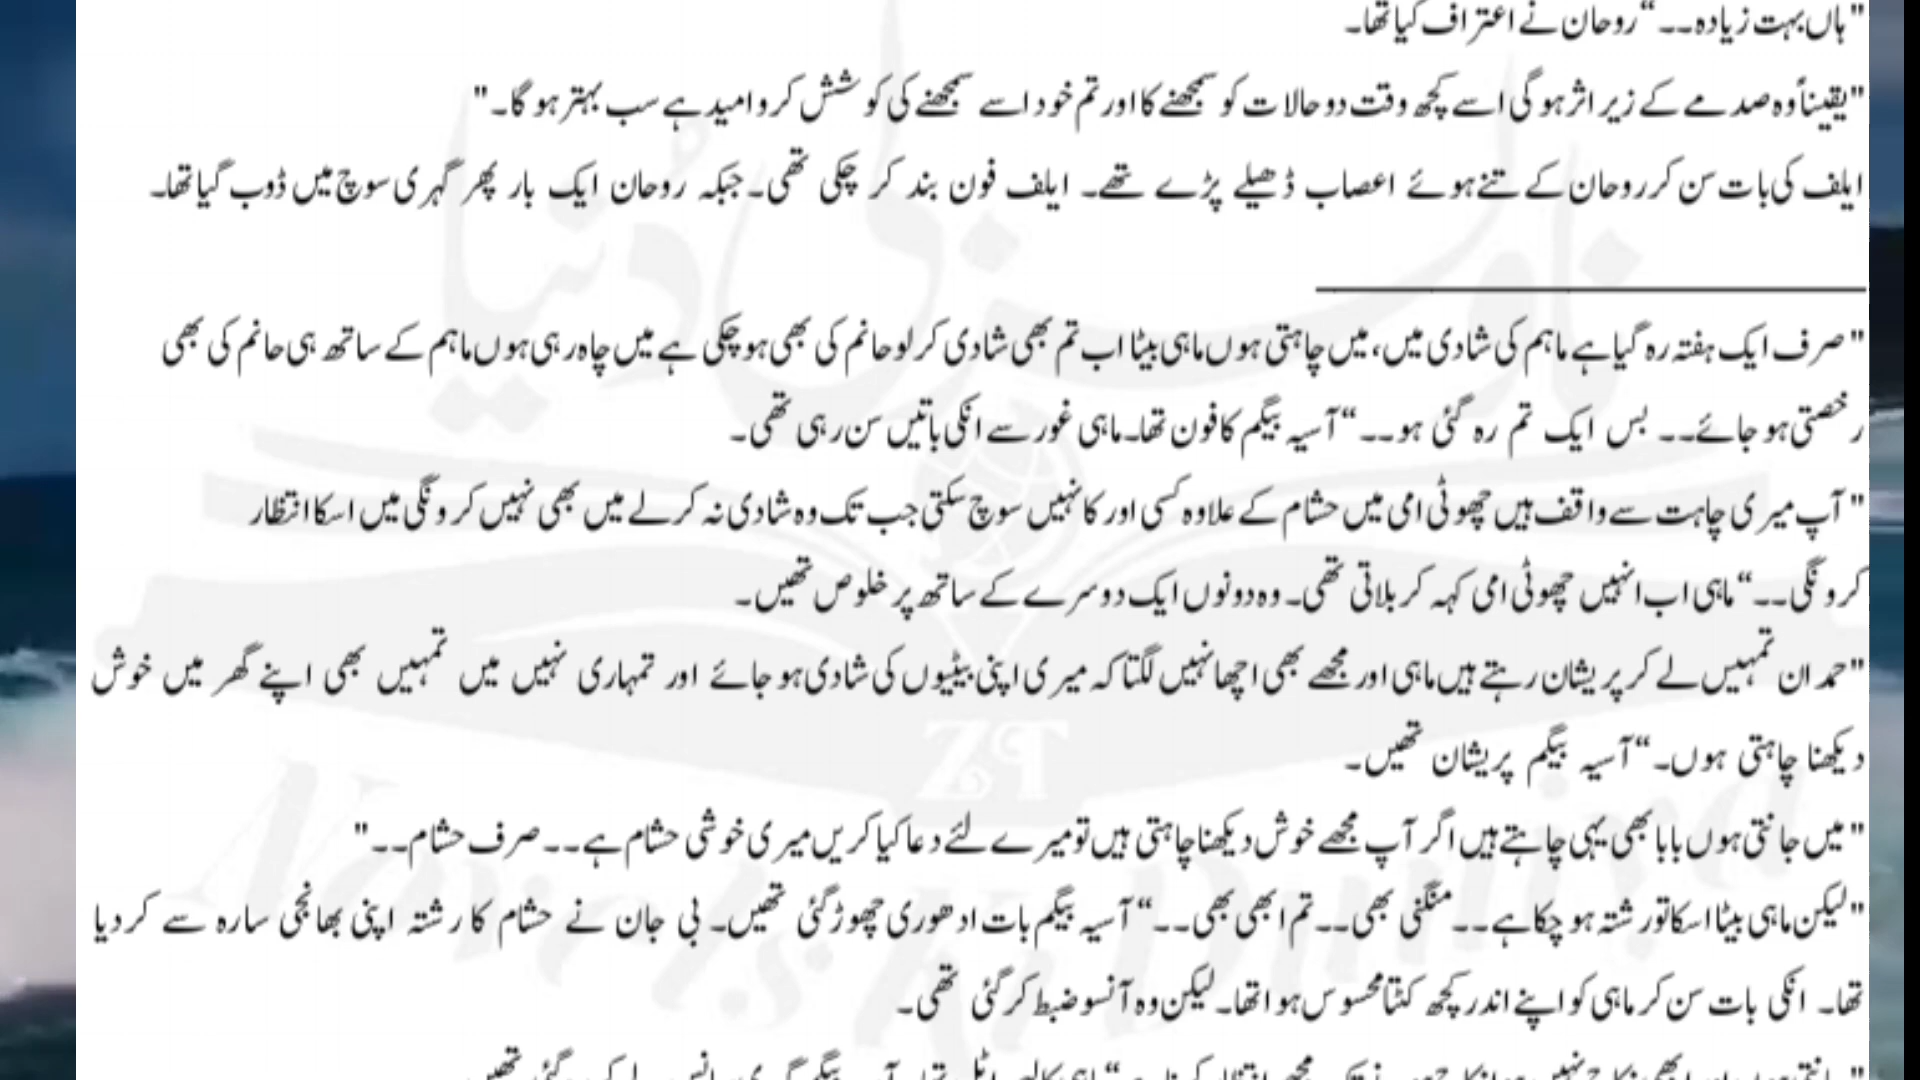 "ہاں بہت زیادہ۔۔“ روحان نے اعتراف کیا تھا۔
"یقیناً وہ صدمے کے زیر اثر ہوگی اسے کچھ وقت دو حالات کو سمجھنے کا اور تم خود اسے سمجھنے کی کوشش کرو امید ہے سب بہتر ہو گا۔"
ایلف کی بات سن کر روحان کے تنے ہوئے اعصاب ڈھیلے پڑے تھے۔ ایلف فون بند کر چکی تھی۔ جبکہ روحان ایک بار پھر گہری سوچ میں ڈوب گیا تھا۔
"صرف ایک ہفتہ رہ گیا ہے ماہم کی شادی میں، میں چاہتی ہوں ماہی بیٹا اب تم بھی شادی کر لو حانم کی بھی ہو چکی ہے میں چاہ رہی ہوں ماہم کے ساتھ ہی حانم کی بھی
رخصتی ہو جائے۔۔ بس ایک تم رہ گئی ہو۔۔“ آسیہ بیگم کا فون تھا۔ ماہی غور سے انکی باتیں سن رہی تھی۔
"آپ میری چاہت سے واقف ہیں چھوٹی امی میں حشام کے علاوہ کسی اور کا نہیں سوچ سکتی جب تک وہ شادی نہ کرلے میں بھی نہیں کرونگی میں اسکا انتظار
کرونگی۔۔“ ماہی اب انہیں چھوٹی امی کہہ کر بلاتی تھی۔ وہ دونوں ایک دوسرے کے ساتھ پر خلوص تھیں۔
"حمدان تمہیں لے کر پریشان رہتے ہیں ماہی اور مجھے بھی اچھا نہیں لگتا کہ میری اپنی بیٹیوں کی شادی ہو جائے اور تمہاری نہیں میں تمہیں بھی اپنے گھر میں خوش
دیکھنا چاہتی ہوں۔“ آسیہ بیگم پریشان تھیں۔
"میں جانتی ہوں بابا بھی یہی چاہتے ہیں اگر آپ مجھے خوش دیکھنا چاہتی ہیں تو میرے لئے دعا کیا کریں میری خوشی حشام ہے۔۔ صرف حشام۔۔"
"لیکن ماہی بیٹا اسکا تو رشتہ ہو چکا ہے۔۔ منگنی بھی۔۔ تم ابھی بھی۔۔“ آسیہ بیگم بات ادھوری چھوڑ گئی تھیں۔ بی جان نے حشام کا رشتہ اپنی بھانجی سارہ سے کر دیا
تھا۔ انکی بات سن کر ماہی کو اپنے اندر کچھ کٹتا محسوس ہوا تھا۔ لیکن وہ آنسو ضبط کر گئی تھی۔
ناولز کی دنیا
ZT
Novels Ki Duniya